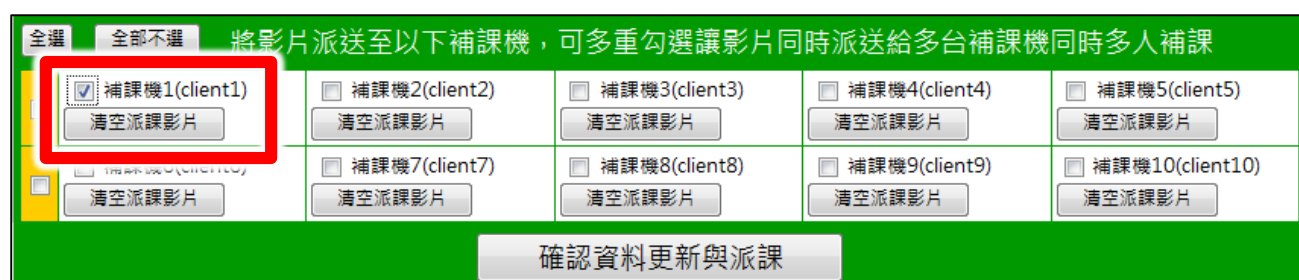 全選 全部不選 將影片派送至以下補課機，可多重勾選讓影片同時派送給多台補課機同時多人補課
補課機1(client1) 補課機2(client2) 補課機3(client3) 補課機4(client4) 補課機5(client5)
清空派課影片 清空派課影片 清空派課影片 清空派課影片 清空派課影片
補課機7(client7) 補課機8(client8) 補課機9(client9) 補課機10(client10)
清空派課影片 清空派課影片 清空派課影片 清空派課影片 清空派課影片
確認資料更新與派課